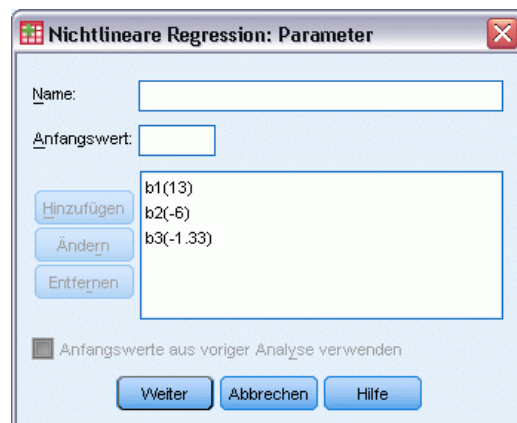 Nichtlineare Regression: Parameter
Name:
Anfangswert:
Hinzufügen
Ändern
Entfernen
b1(13)
b2(-6)
b3(-1.33)
Anfangswerte aus voriger Analyse verwenden
Weiter Abbrechen Hilfe